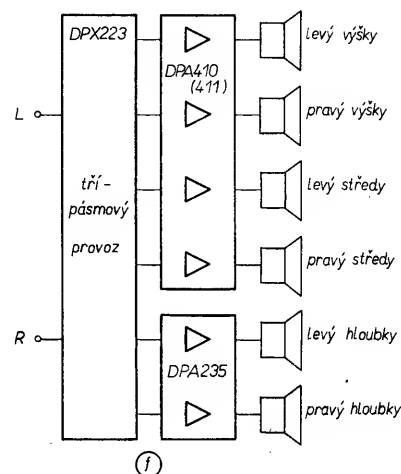 DPX223
DPA410
(411)
levý výšky
L
pravý výšky
tří-
pásmový
provoz
levý středy
pravý středy
R
DPA235
levý hloubky
pravý hloubky
f